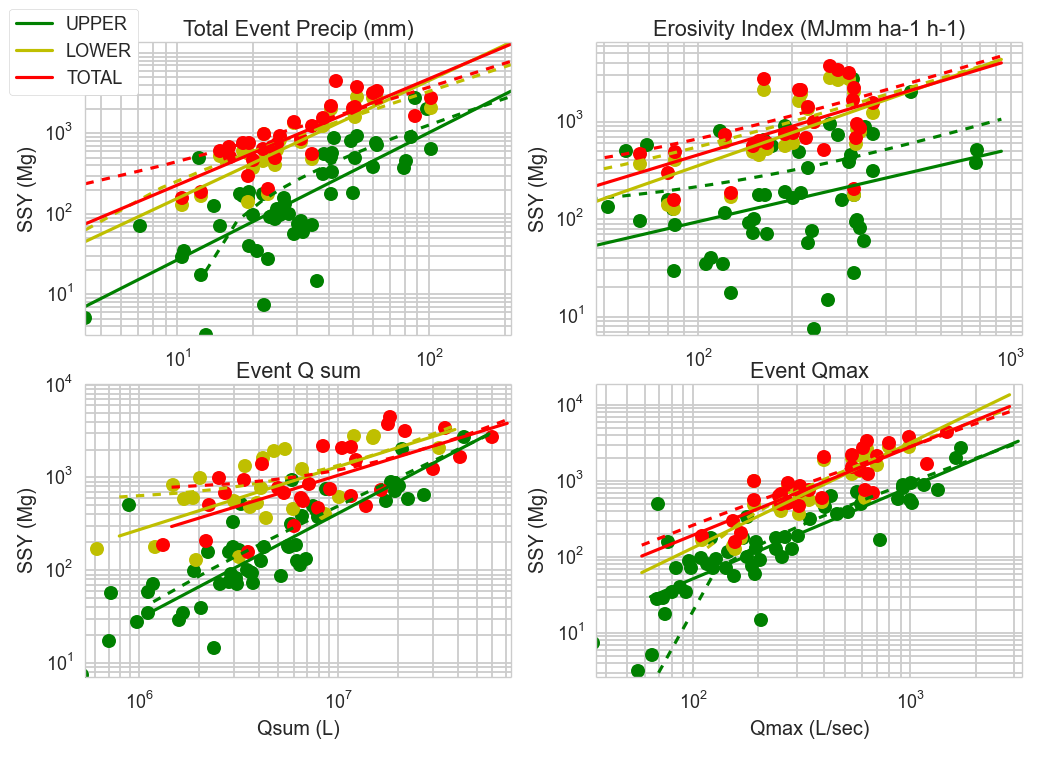 UPPER
LOWER
TOTAL
Total Event Precip (mm)
Erosivity Index (MJmm ha-1 h-1)
SSY (Mg)
10³
10²
10¹
10¹ 10²
SSY (Mg)
10³
10²
10¹
10² 10³
Event Q sum
Event Qmax
SSY (Mg)
10⁴
10³
10²
10¹
10⁶ 10⁷
Qsum (L)
SSY (Mg)
10⁴
10³
10²
10¹
10² 10³
Qmax (L/sec)